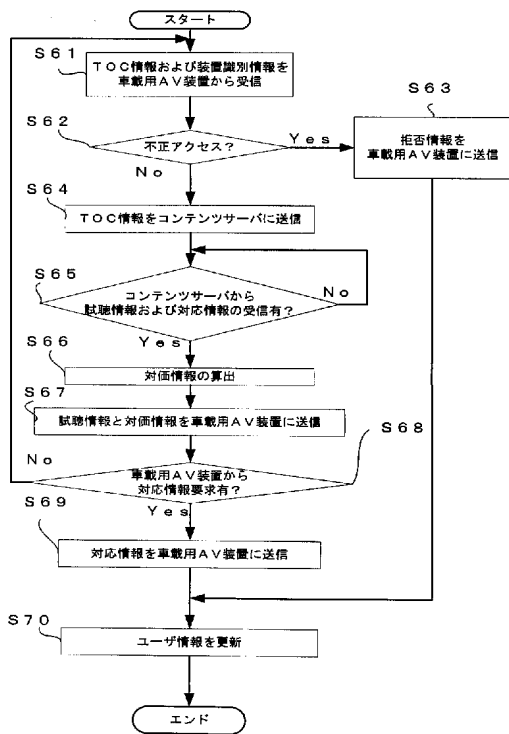 スタート
S61
TOC情報および装置識別情報を
車載用AV装置から受信
S62
不正アクセス？
Yes
No
S63
拒否情報を
車載用AV装置に送信
S64
TOC情報をコンテンツサーバに送信
S65
コンテンツサーバから
試聴情報および対応情報の受信有？
No
Yes
S66
対価情報の算出
S67
試聴情報と対価情報を車載用AV装置に送信
S68
車載用AV装置から
対応情報要求有？
No
Yes
S69
対応情報を車載用AV装置に送信
S70
ユーザ情報を更新
エンド